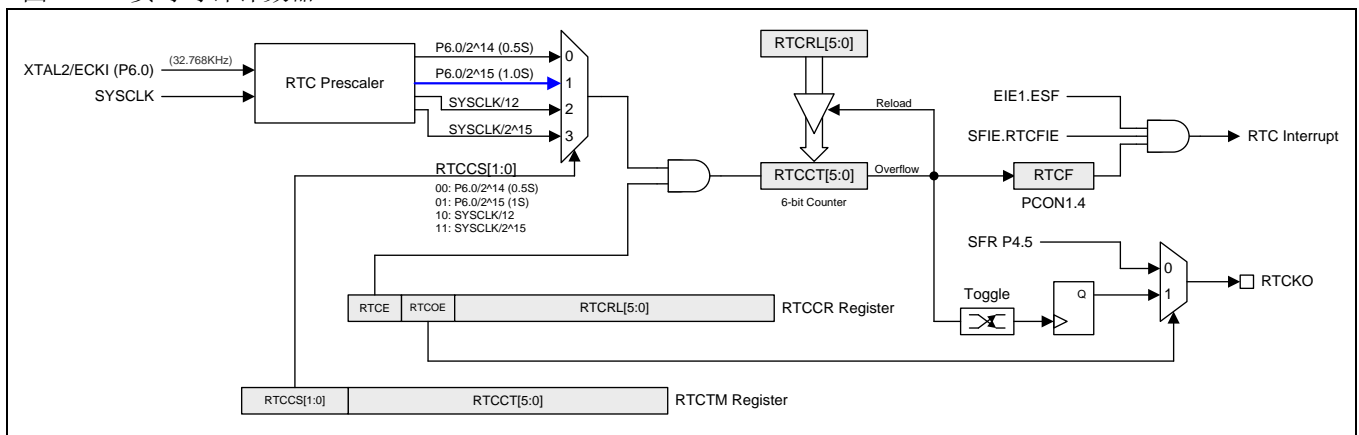 XTAL2/ECKI (P6.0)
(32.768KHz)
SYSCLK
RTC Prescaler
P6.0/2^14 (0.5S)
P6.0/2^15 (1.0S)
SYSCLK/12
SYSCLK/2^15
0
1
2
3
RTCCS[1:0]
00: P6.0/2^14 (0.5S)
01: P6.0/2^15 (1S)
10: SYSCLK/12
11: SYSCLK/2^15
RTCRL[5:0]
Reload
RTCCT[5:0]
Overflow
6-bit Counter
EIE1.ESF
SFIE.RTCFIE
RTC Interrupt
RTCF
PCON1.4
SFR P4.5
0
1
RTCKO
Toggle
Q
RTCE
RTCOE
RTCRL[5:0]
RTCCR Register
RTCCS[1:0]
RTCCT[5:0]
RTCTM Register